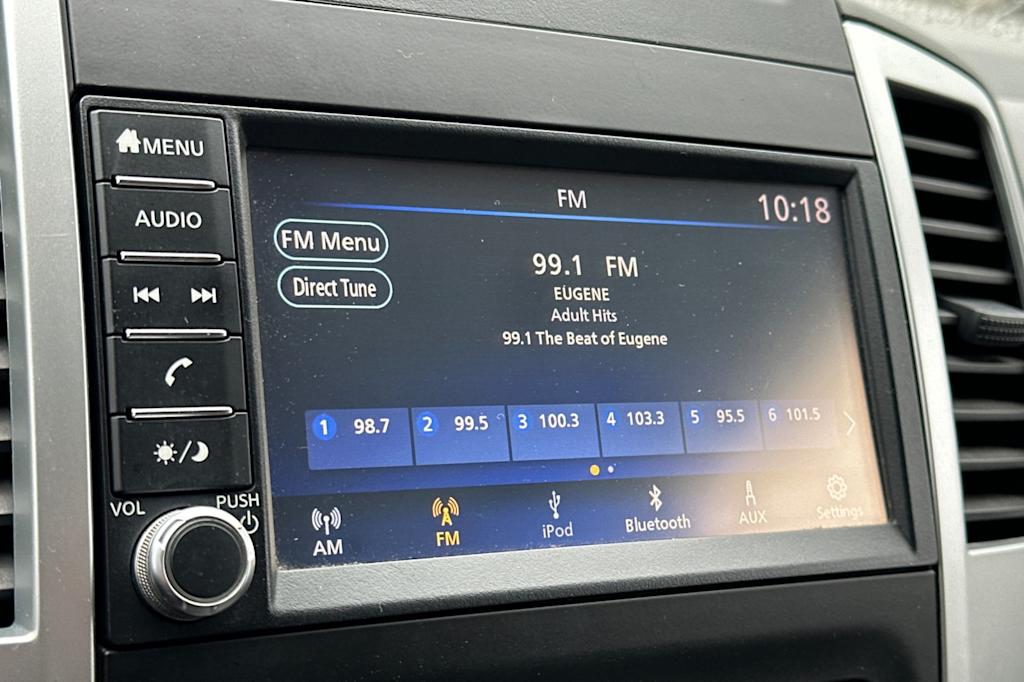 MENU
AUDIO
VOL
PUSH
FM
10:18
FM Menu
Direct Tune
99.1 FM
EUGENE
Adult Hits
99.1 The Beat of Eugene
1 98.7
2 99.5
3 100.3
4 103.3
5 95.5
6 101.5
AM
FM
iPod
Bluetooth
AUX
Settings